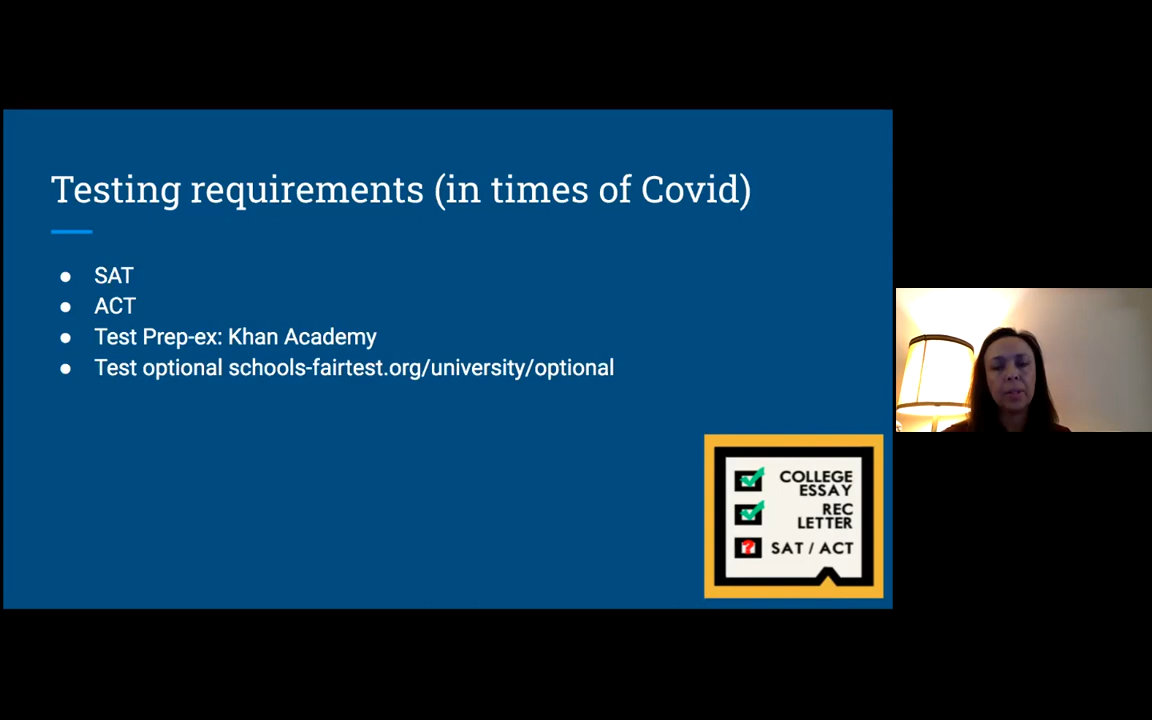 Testing requirements (in times of Covid)
● SAT
● ACT
● Test Prep-ex: Khan Academy
● Test optional schools-fairtest.org/university/optional
COLLEGE
ESSAY
REC
LETTER
? SAT / ACT